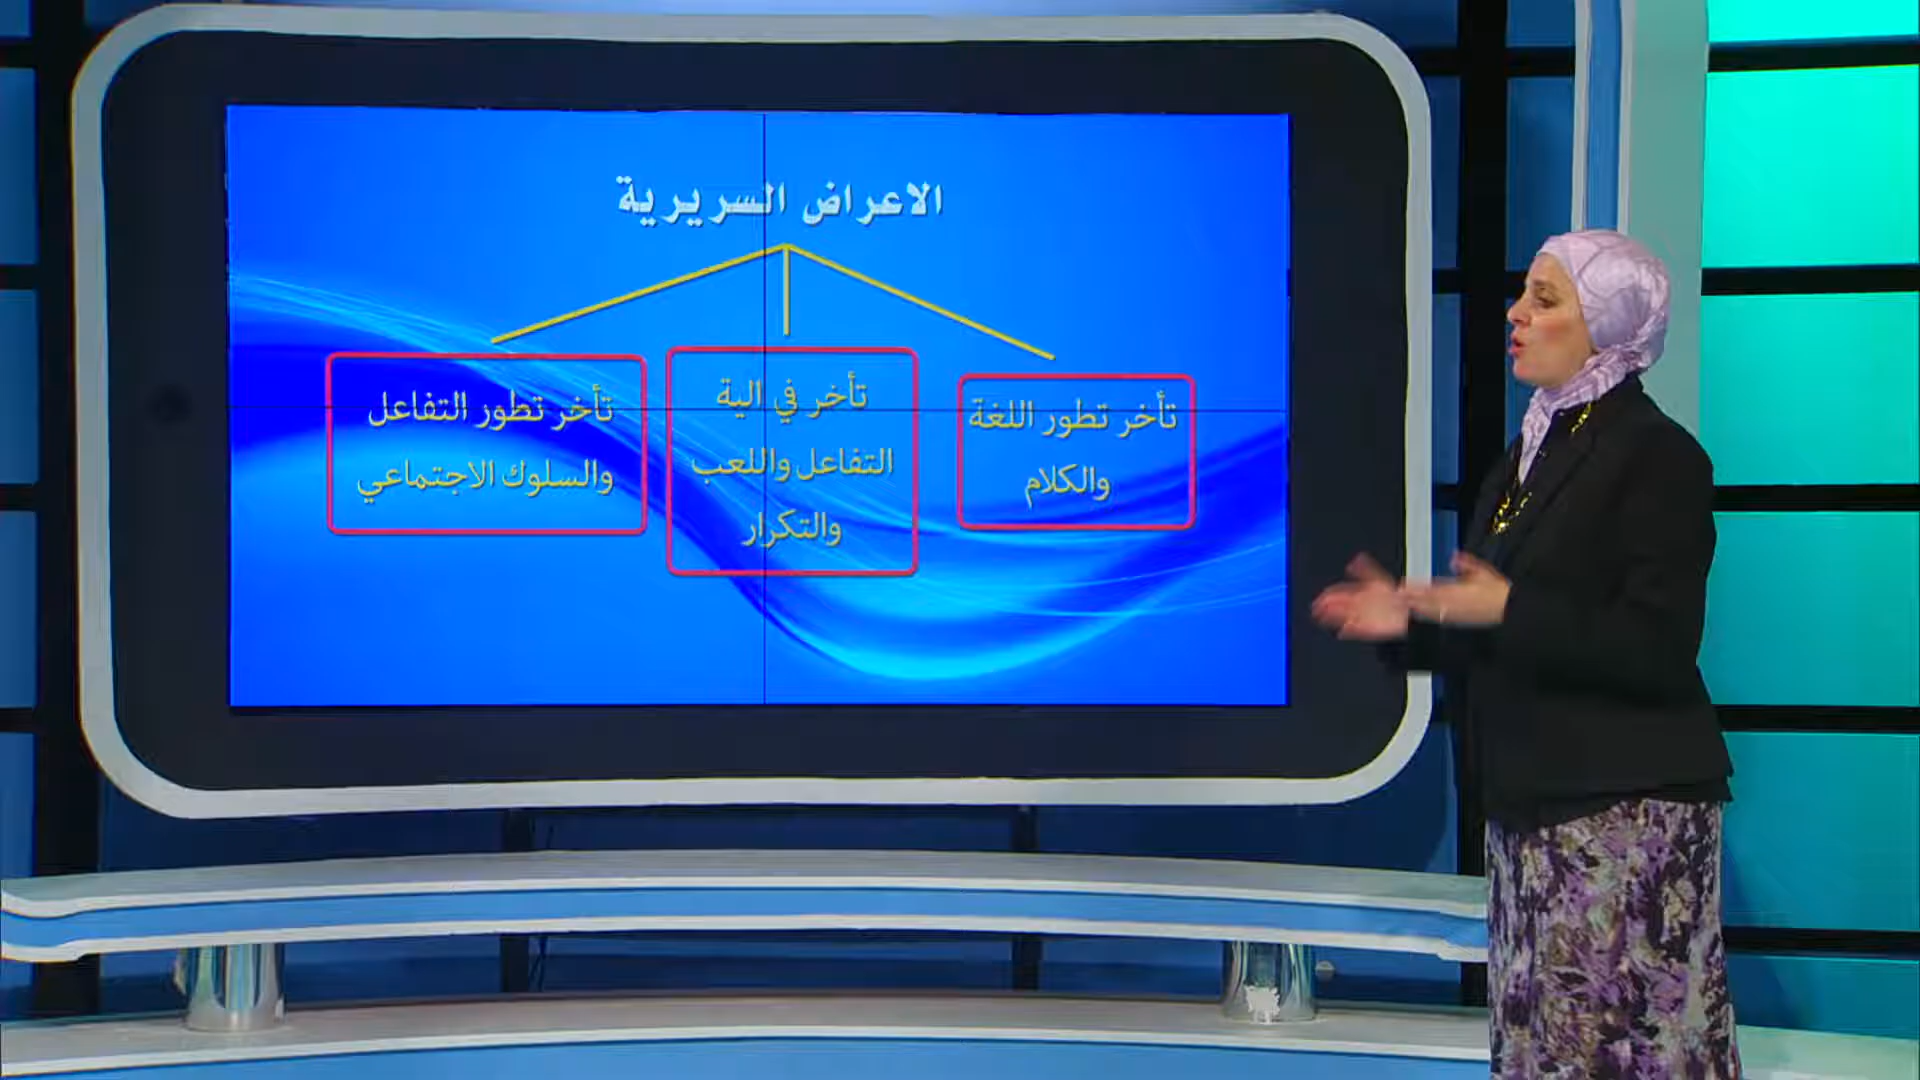 الاعراض السريرية
تأخر تطور اللغة
والكلام
تأخر في الية
التفاعل واللعب
والتكرار
تأخر تطور التفاعل
والسلوك الاجتماعي